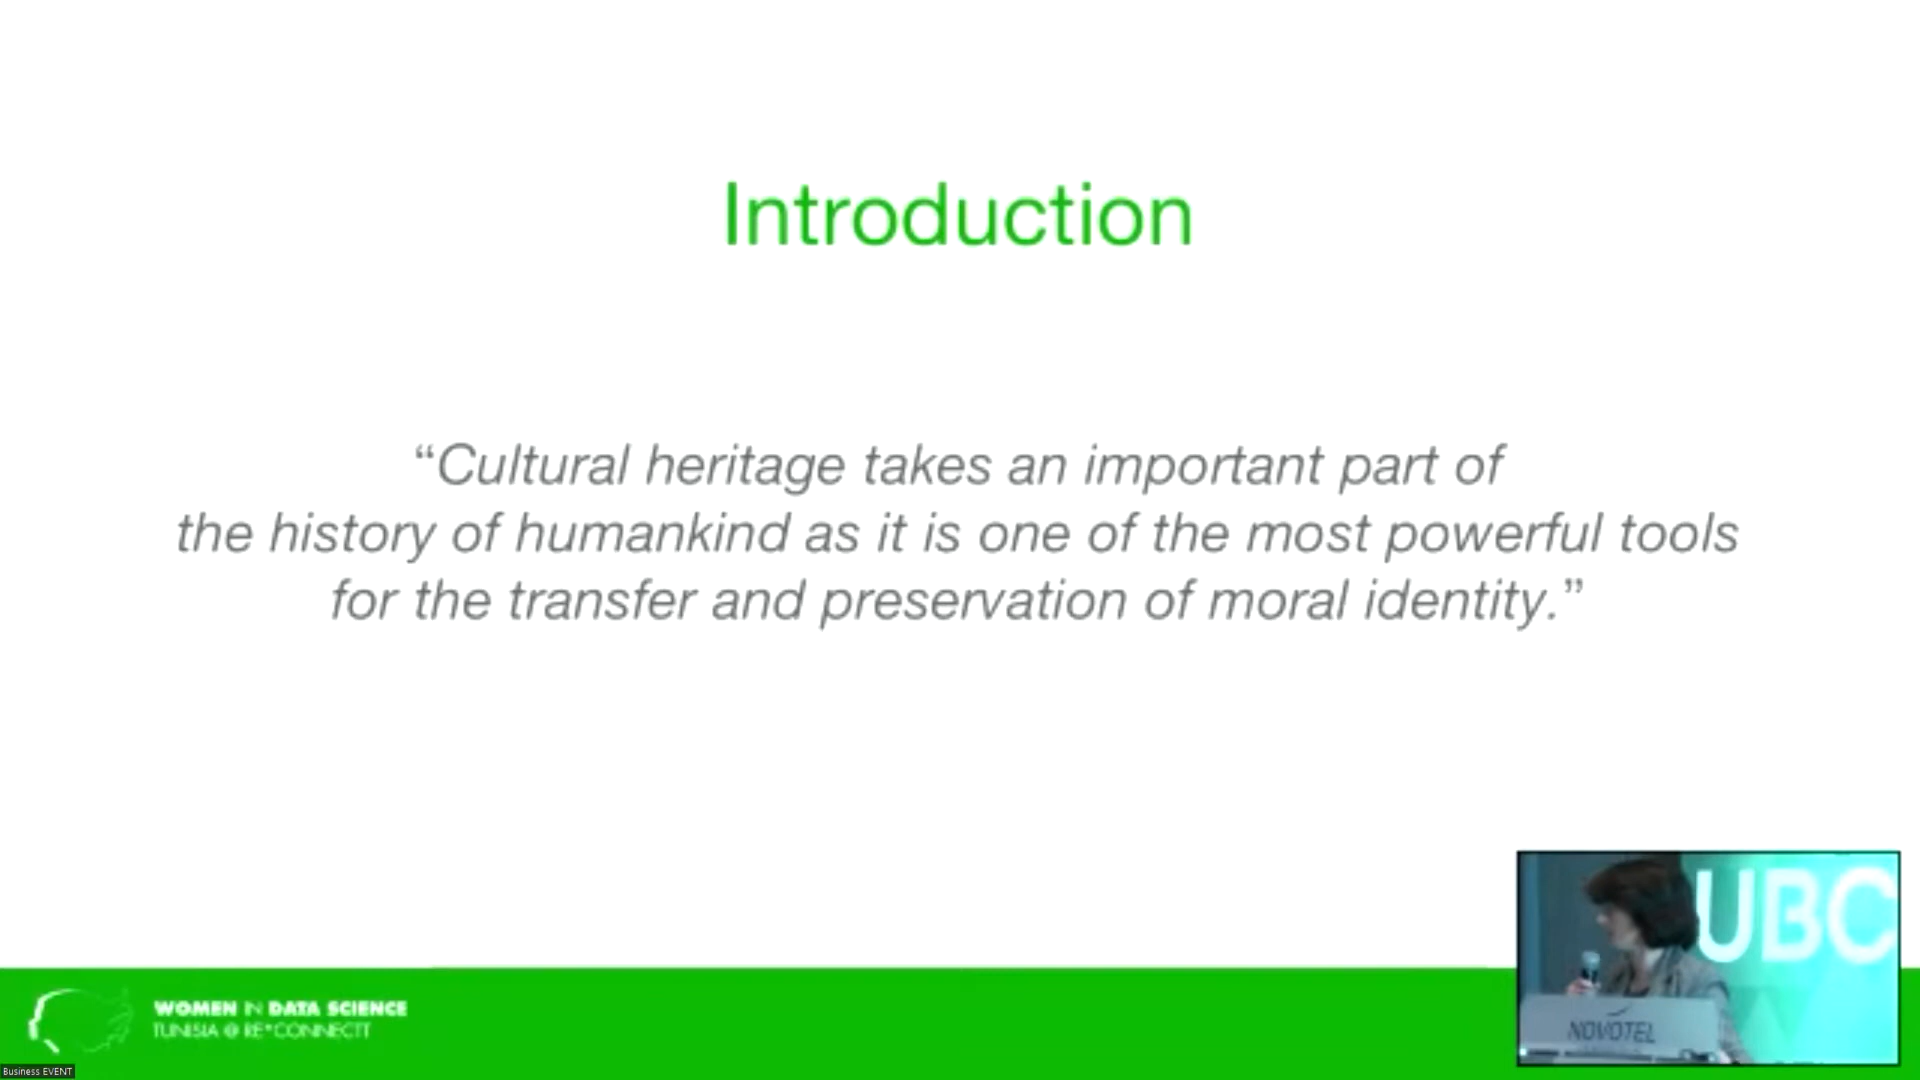 Introduction
“Cultural heritage takes an important part of
the history of humankind as it is one of the most powerful tools
for the transfer and preservation of moral identity.”
UBC
NOVOTEL
WOMEN IN DATA SCIENCE
TUNISIA @ RE*CONNECTT
Business EVENT